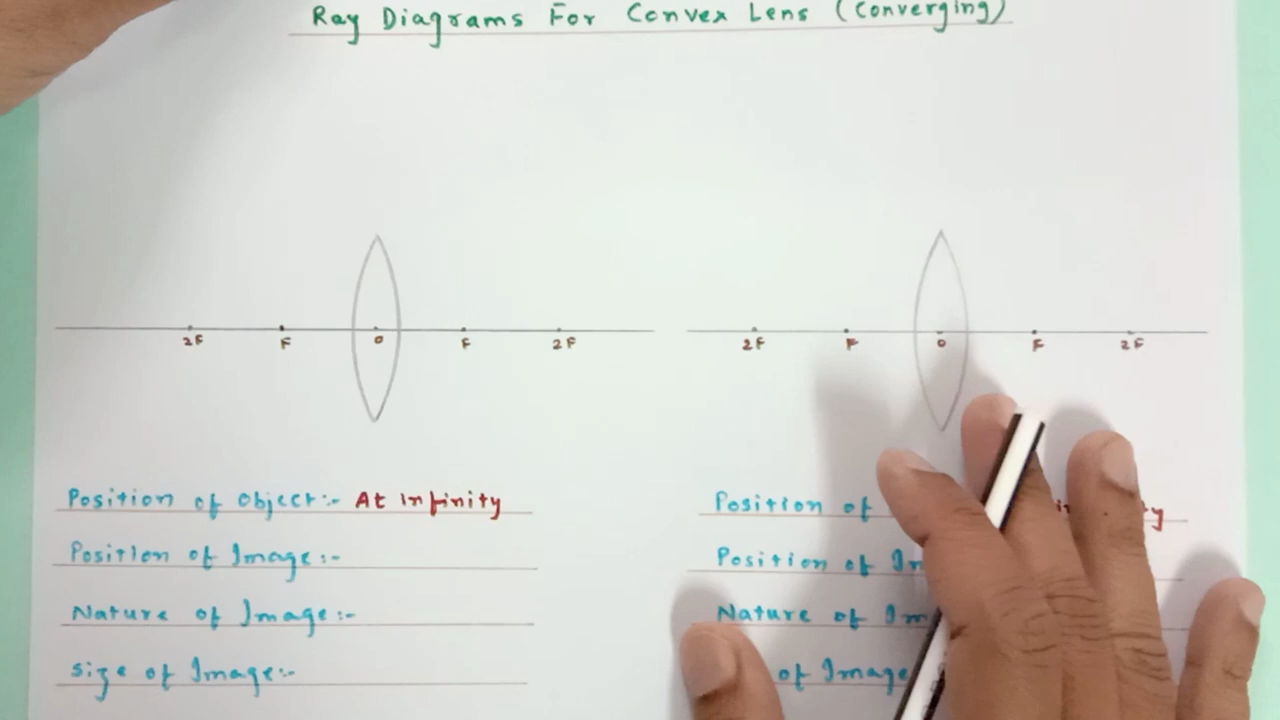 Ray Diagrams For Convex Lens (Converging)
2F F O F 2F
2F F O F 2F
Position of Object:- At Infinity
Position of Image:-
Nature of Image:-
Size of Image:-
Position of
Position of
Nature of
of Image